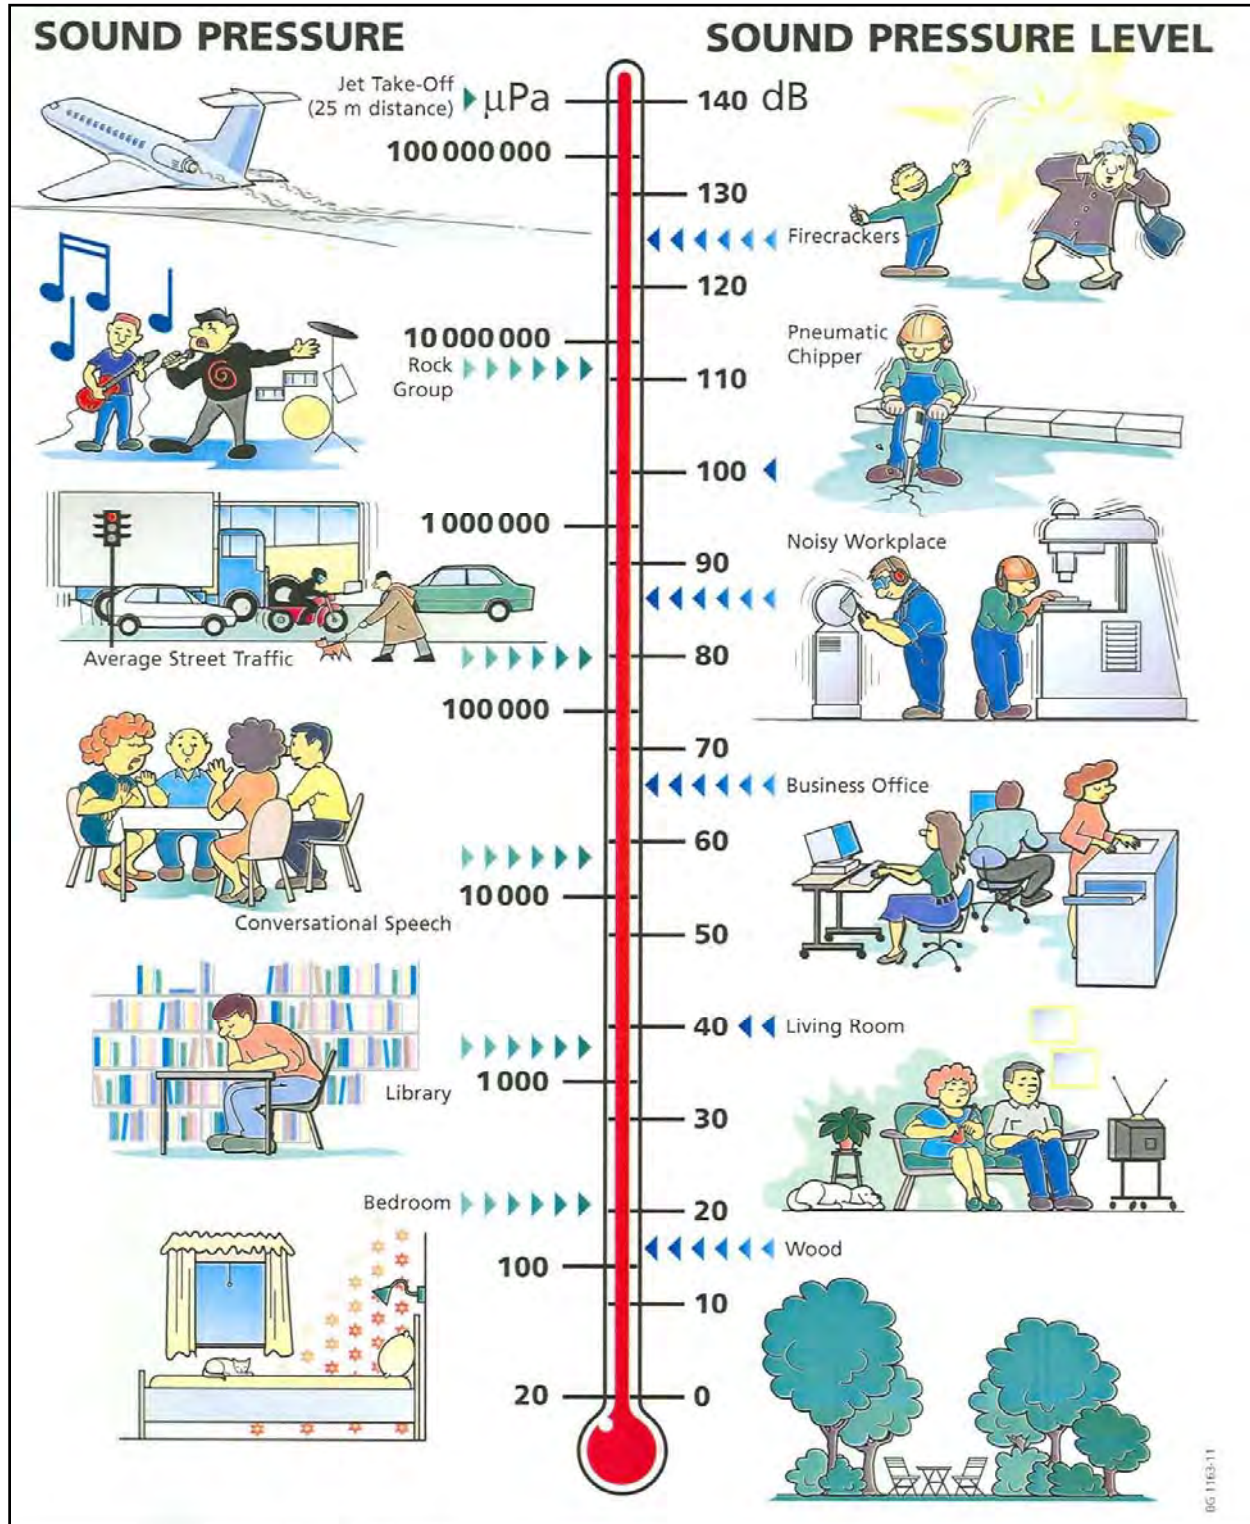 SOUND PRESSURE
SOUND PRESSURE LEVEL
Jet Take-Off
(25 m distance)
μPa
140 dB
100 000 000
130
Firecrackers
120
10 000 000
Pneumatic
Chipper
Rock
Group
110
100
1 000 000
Noisy Workplace
90
Average Street Traffic
80
100 000
70
Business Office
60
10 000
Conversational Speech
50
40
Living Room
1 000
Library
30
Bedroom
20
Wood
100
10
20
0
BG 1163-11